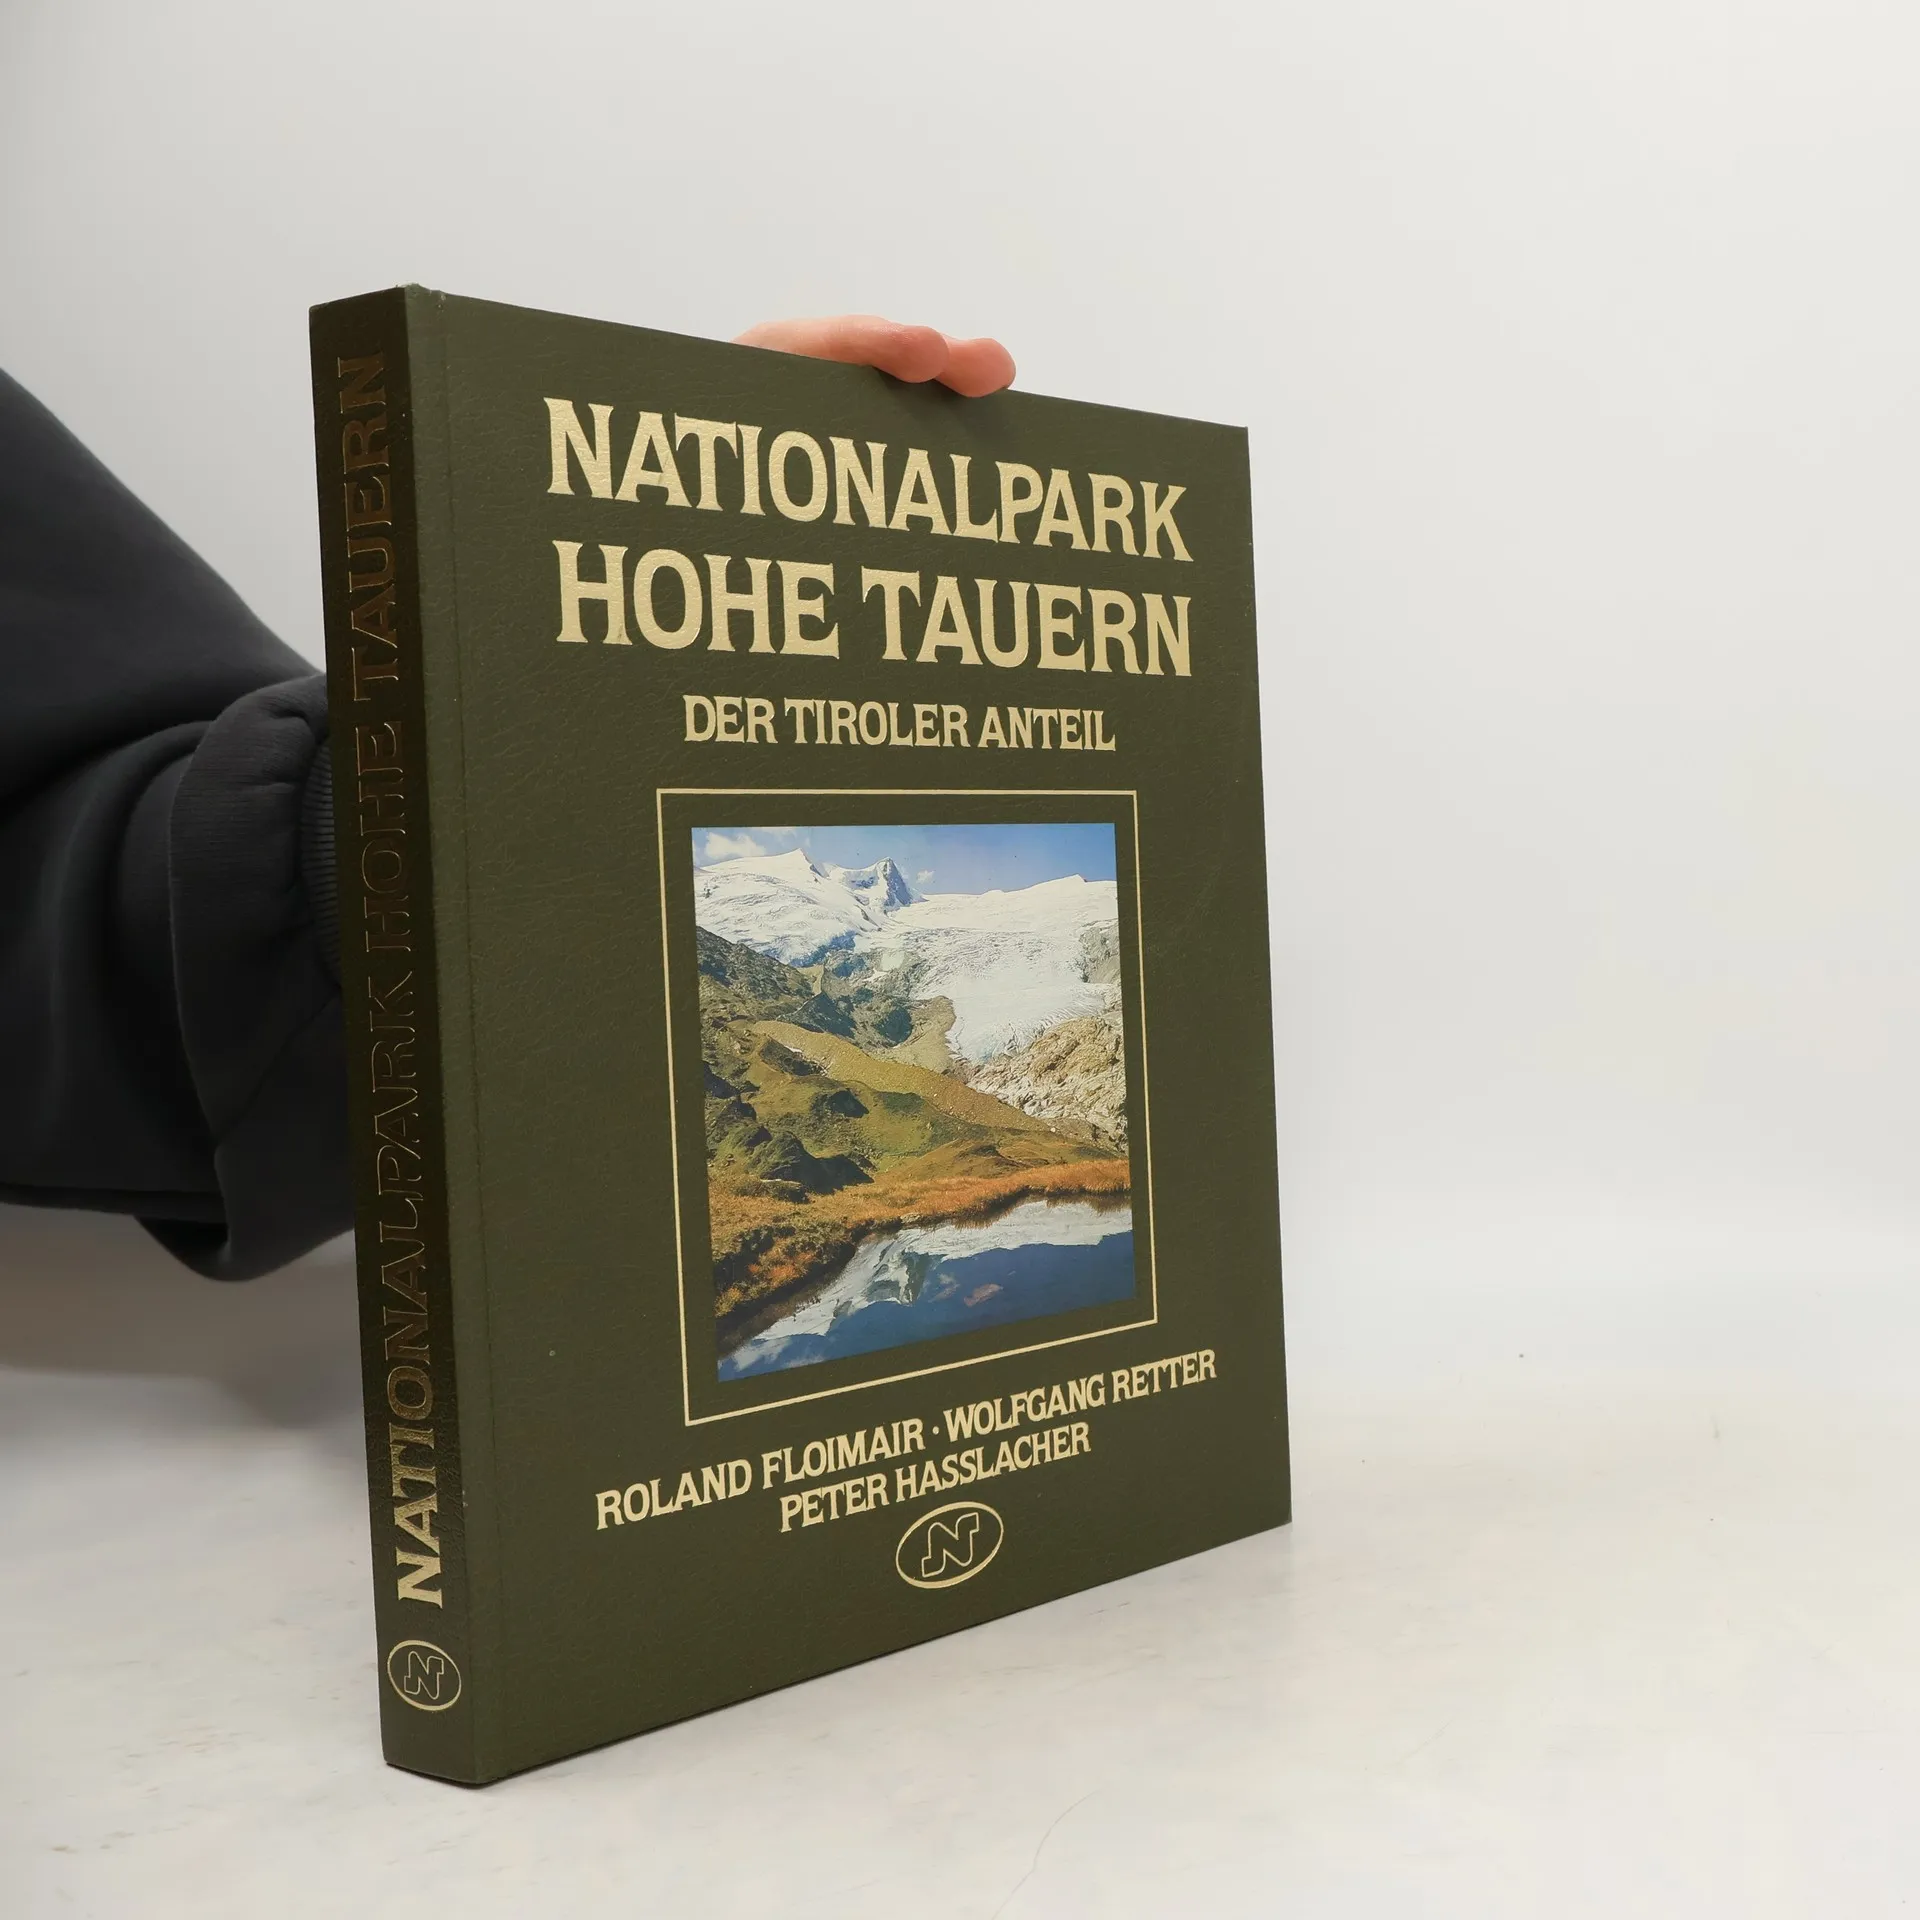 NATIONALPARK
HOHE TAUERN
DER TIROLER ANTEIL
ROLAND FLOIMAIR · WOLFGANG RETTER
PETER HASSLACHER
N
NATIONALPARK HOHE TAUERN
N